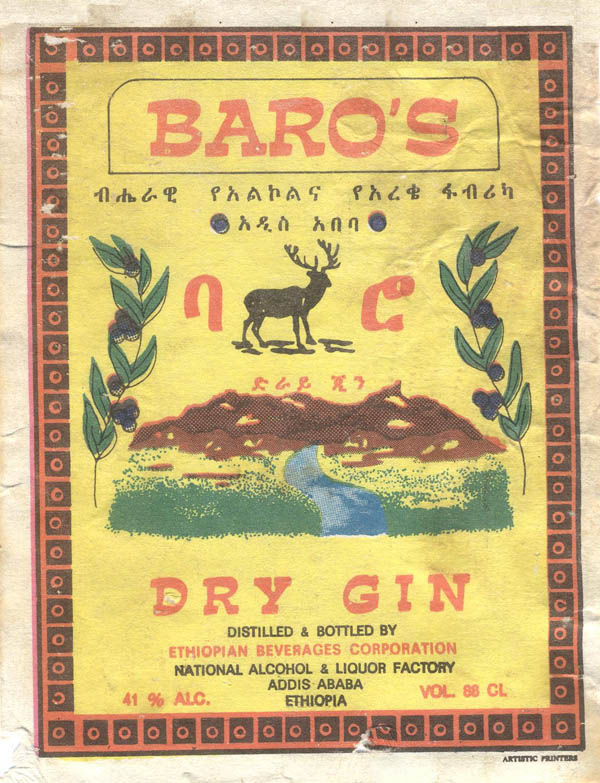 BARO'S
ብሔራዊ የአልኮልና የአረቄ ፋብሪካ
አዲስ አበባ
ባ ሮ
ድራይ ጂን
DRY GIN
DISTILLED & BOTTLED BY
ETHIOPIAN BEVERAGES CORPORATION
NATIONAL ALCOHOL & LIQUOR FACTORY
ADDIS ABABA
41 % ALC. ETHIOPIA VOL. 88 CL
ARTISTIC PRINTERS